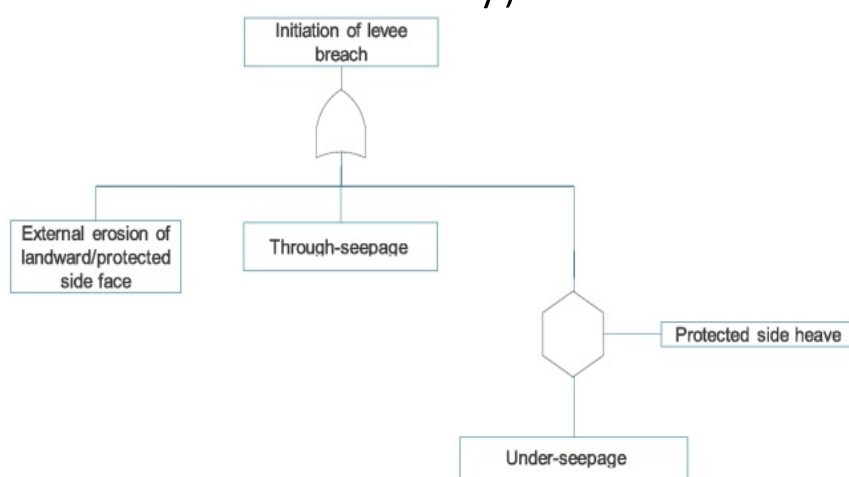 Initiation of levee
breach
External erosion of
landward/protected
side face
Through-seepage
Protected side heave
Under-seepage